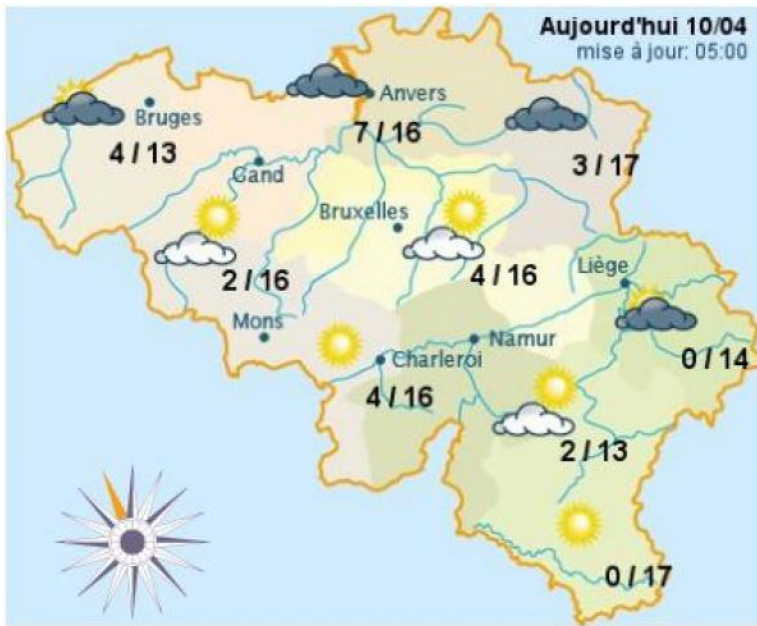 Aujourd'hui 10/04
mise à jour: 05:00
Anvers
Bruges
7 / 16
4 / 13
3 / 17
Gand
Bruxelles
Liège
2 / 16
4 / 16
Mons
Namur
Charleroi
0 / 14
4 / 16
2 / 13
0 / 17